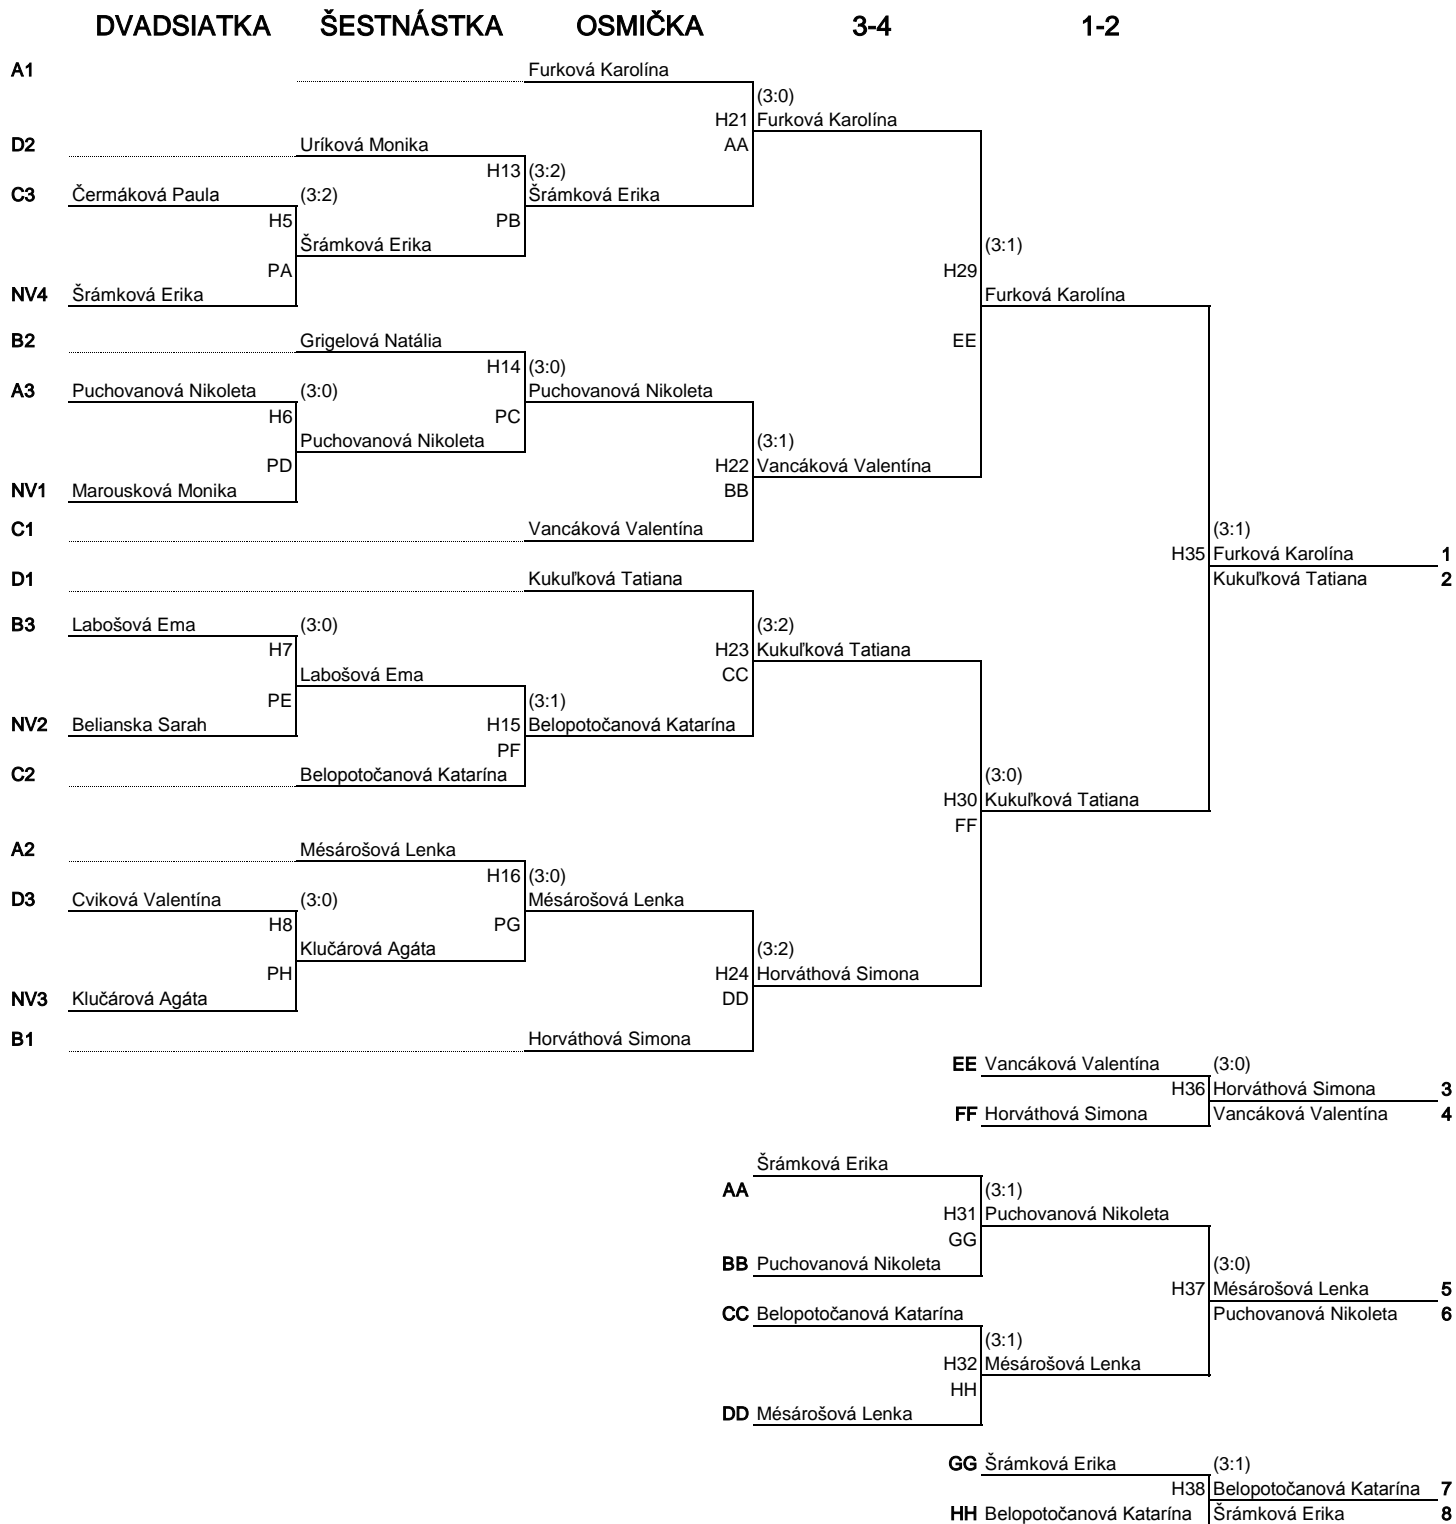 DVADSIATKA ŠESTNÁSTKA OSMIČKA 3-4 1-2
A1 Furková Karolína
(3:0)
H21 Furková Karolína
D2 Uríková Monika AA
H13 (3:2)
C3 Čermáková Paula (3:2) Šrámková Erika
H5 PB
Šrámková Erika (3:1)
PA H29
NV4 Šrámková Erika Furková Karolína
B2 Grigelová Natália EE
H14 (3:0)
A3 Puchovanová Nikoleta (3:0) Puchovanová Nikoleta
H6 PC
Puchovanová Nikoleta (3:1)
PD H22 Vancáková Valentína
NV1 Marousková Monika BB
C1 Vancáková Valentína (3:1)
H35 Furková Karolína 1
D1 Kukuľková Tatiana Kukuľková Tatiana 2
B3 Labošová Ema (3:0) (3:2)
H7 H23 Kukuľková Tatiana
Labošová Ema CC
PE (3:1)
NV2 Belianska Sarah H15 Belopotočanová Katarína
PF
C2 Belopotočanová Katarína (3:0)
H30 Kukuľková Tatiana
FF
A2 Mésárošová Lenka
H16 (3:0)
D3 Cviková Valentína (3:0) Mésárošová Lenka
H8 PG
Klučárová Agáta (3:2)
PH H24 Horváthová Simona
NV3 Klučárová Agáta DD
B1 Horváthová Simona
EE Vancáková Valentína (3:0)
H36 Horváthová Simona 3
FF Horváthová Simona Vancáková Valentína 4
Šrámková Erika
AA (3:1)
H31 Puchovanová Nikoleta
GG
BB Puchovanová Nikoleta (3:0)
H37 Mésárošová Lenka 5
CC Belopotočanová Katarína Puchovanová Nikoleta 6
(3:1)
H32 Mésárošová Lenka
HH
DD Mésárošová Lenka
GG Šrámková Erika (3:1)
H38 Belopotočanová Katarína 7
HH Belopotočanová Katarína Šrámková Erika 8